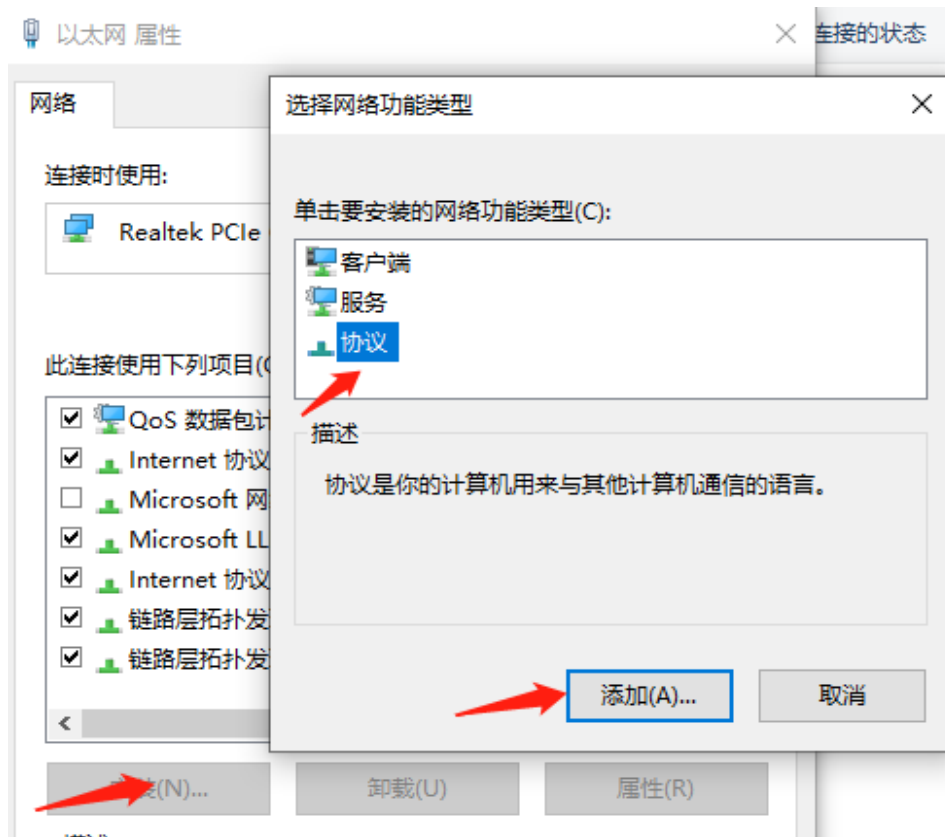 以太网 属性
连接的状态
网络
选择网络功能类型
连接时使用:
Realtek PCIe
单击要安装的网络功能类型(C):
客户端
服务
协议
此连接使用下列项目(
QoS 数据包计
Internet 协议
Microsoft 网
Microsoft LL
Internet 协议
链路层拓扑发
链路层拓扑发
描述
协议是你的计算机用来与其他计算机通信的语言。
添加(A)...
取消
(N)...
卸载(U)
属性(R)